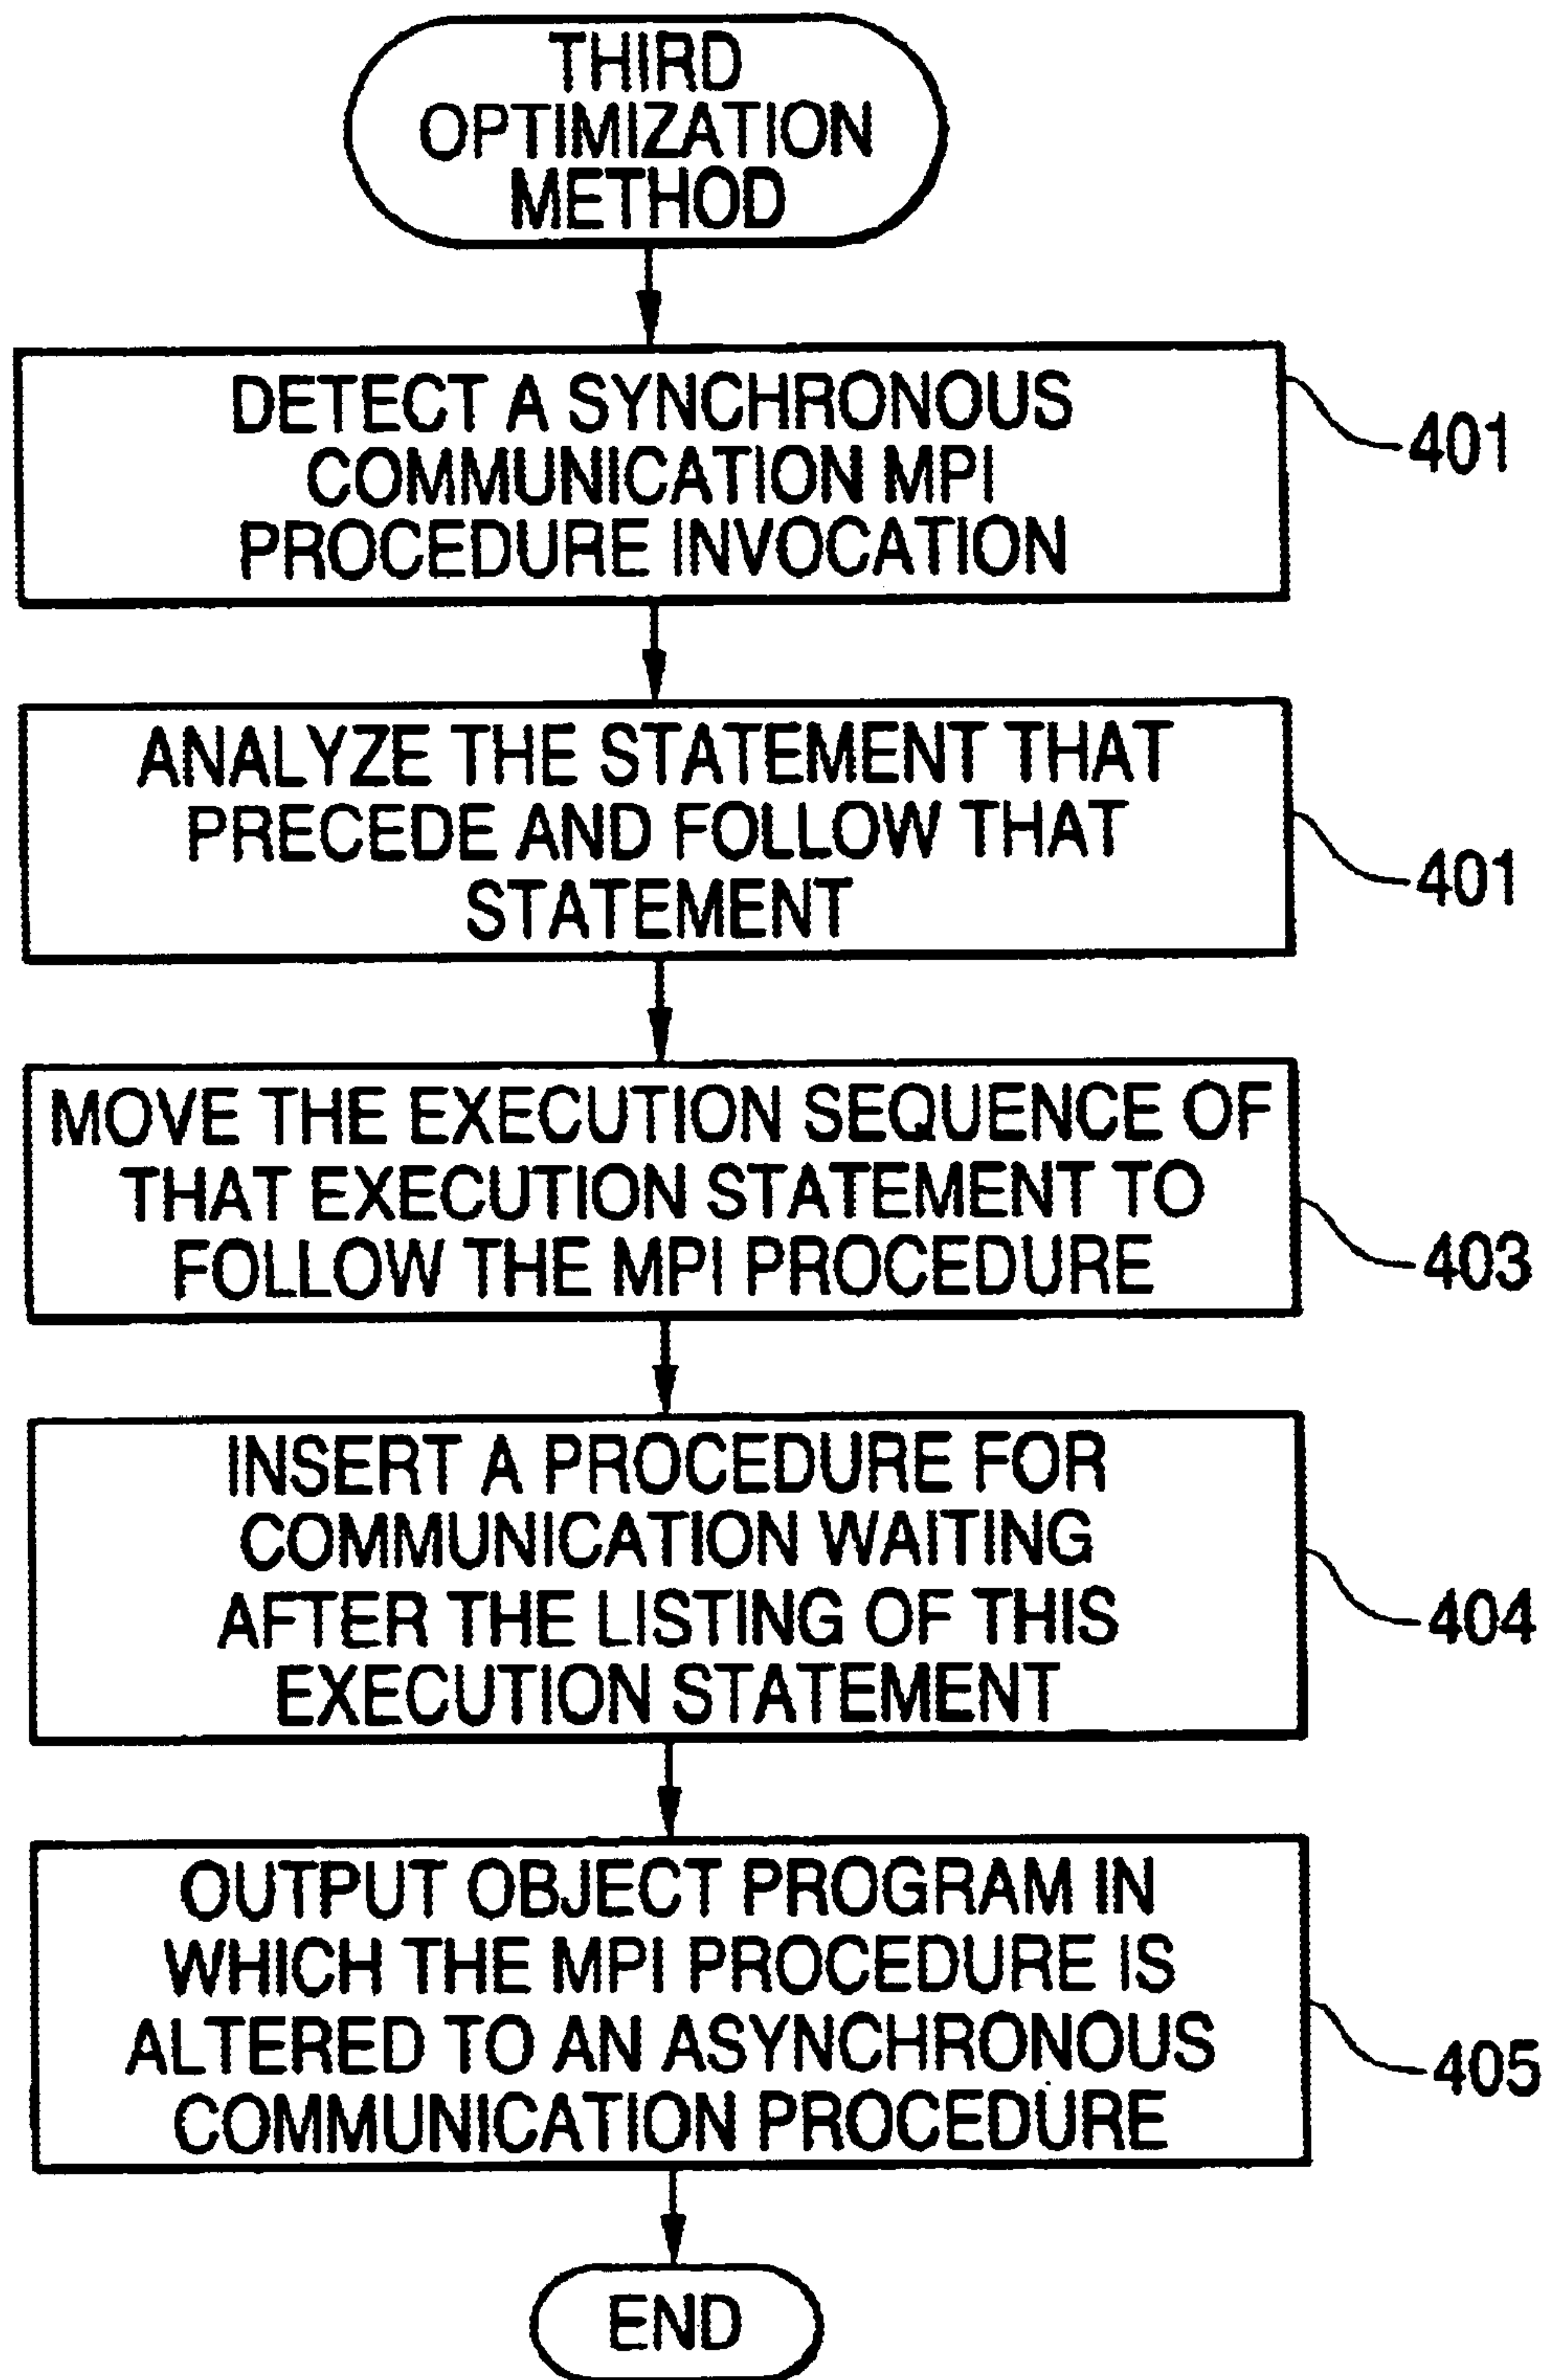 THIRD
OPTIMIZATION
METHOD
DETECT A SYNCHRONOUS
COMMUNICATION MPI
PROCEDURE INVOCATION
401
ANALYZE THE STATEMENT THAT
PRECEDE AND FOLLOW THAT
STATEMENT
401
MOVE THE EXECUTION SEQUENCE OF
THAT EXECUTION STATEMENT TO
FOLLOW THE MPI PROCEDURE
403
INSERT A PROCEDURE FOR
COMMUNICATION WAITING
AFTER THE LISTING OF THIS
EXECUTION STATEMENT
404
OUTPUT OBJECT PROGRAM IN
WHICH THE MPI PROCEDURE IS
ALTERED TO AN ASYNCHRONOUS
COMMUNICATION PROCEDURE
405
END